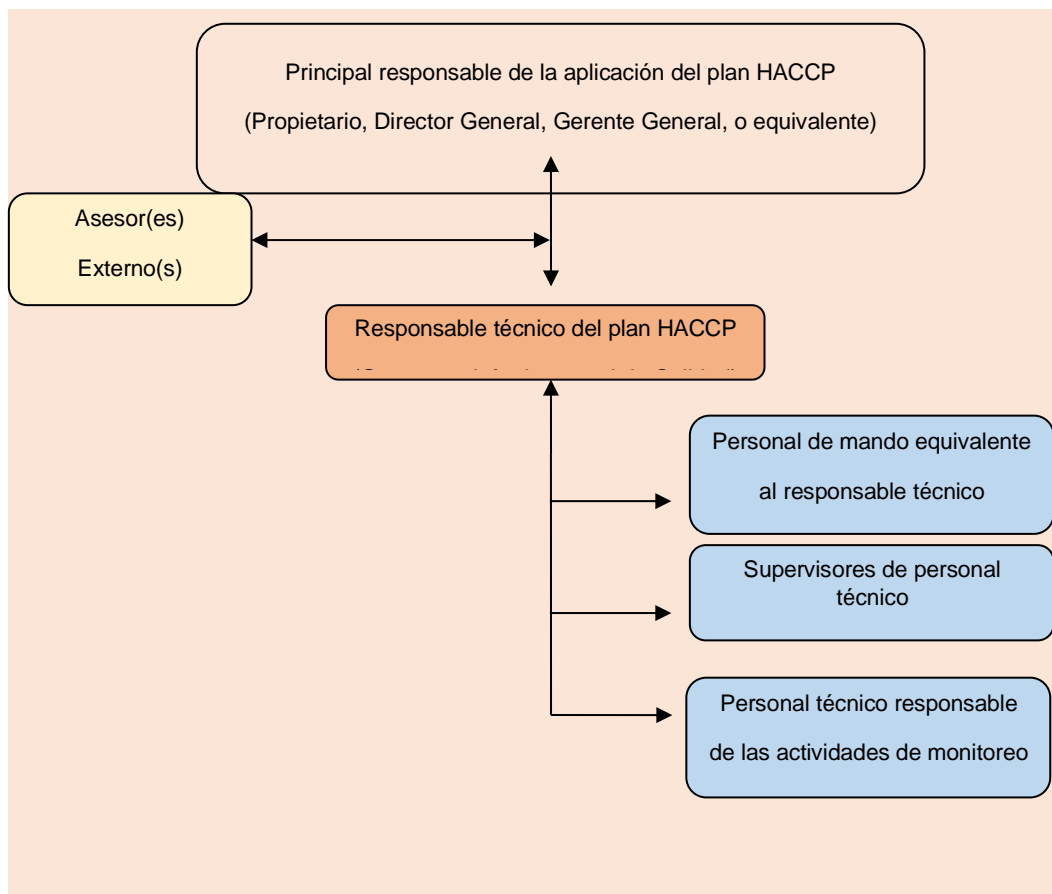 Principal responsable de la aplicación del plan HACCP
(Propietario, Director General, Gerente General, o equivalente)
Asesor(es)
Externo(s)
Responsable técnico del plan HACCP
Personal de mando equivalente
al responsable técnico
Supervisores de personal
técnico
Personal técnico responsable
de las actividades de monitoreo